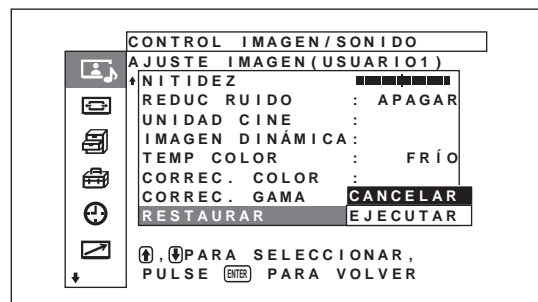 CONTROL IMAGEN/SONIDO
AJUSTE IMAGEN(USUARIO1)
NITIDEZ
REDUC RUIDO : APAGAR
UNIDAD CINE :
IMAGEN DINÁMICA:
TEMP COLOR : FRÍO
CORREC. COLOR :
CORREC. GAMA CANCELAR
RESTAURAR EJECUTAR
, PARA SELECCIONAR,
PULSE ENTER PARA VOLVER